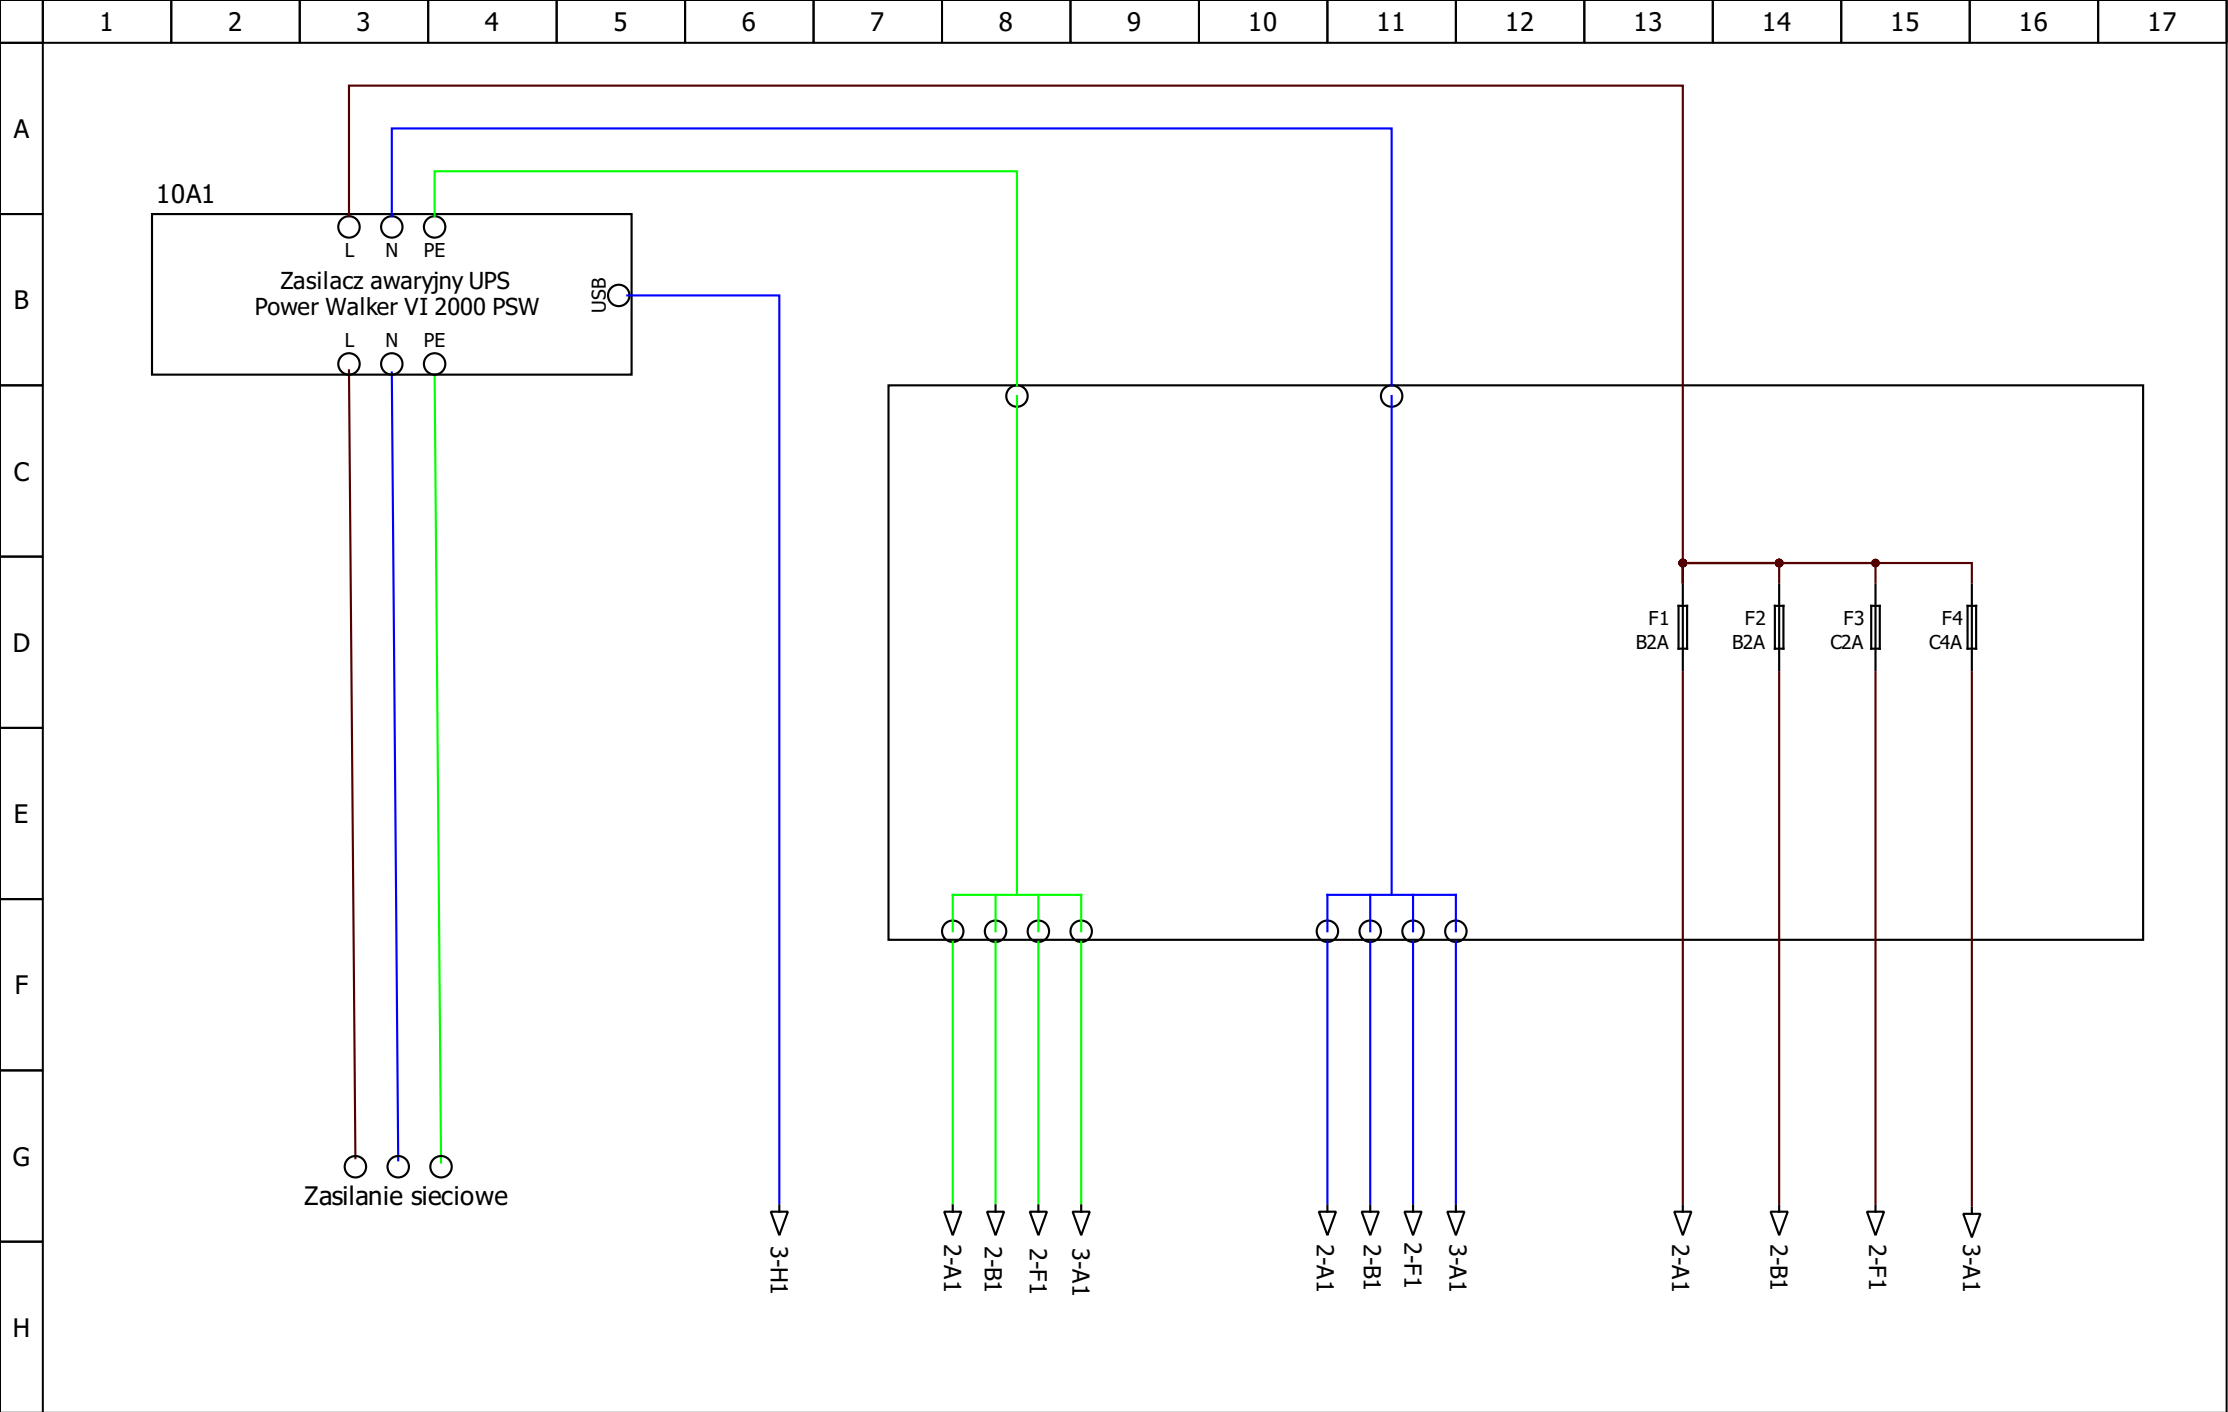 1 2 3 4 5 6 7 8 9 10 11 12 13 14 15 16 17
A
10A1
L N PE
Zasilacz awaryjny UPS
Power Walker VI 2000 PSW
USB
L N PE
B
C
F1 F2 F3 F4
B2A B2A C2A C4A
D
E
F
G
Zasilanie sieciowe
3-H1 2-A1 2-B1 2-F1 3-A1 2-A1 2-B1 2-F1 3-A1 2-A1 2-B1 2-F1 3-A1
H